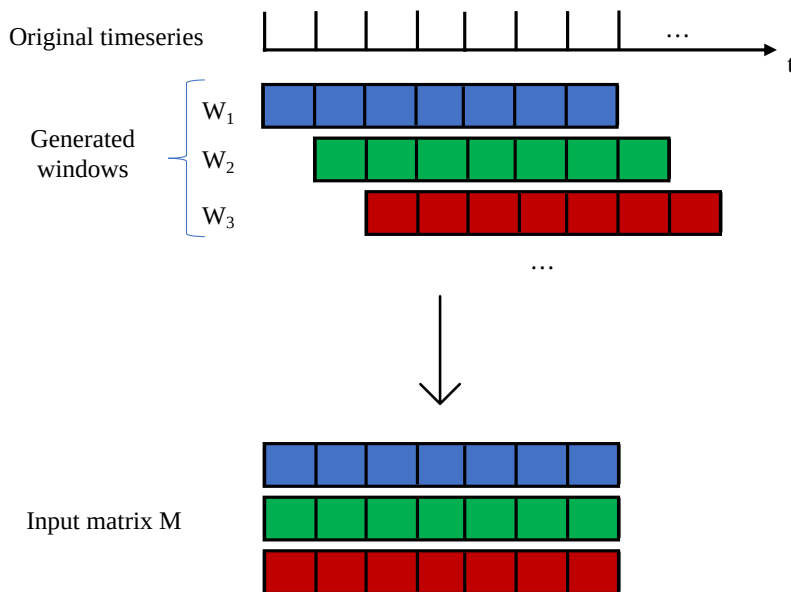 Original timeseries
…
t
W₁
Generated
windows
W₂
W₃
…
Input matrix M